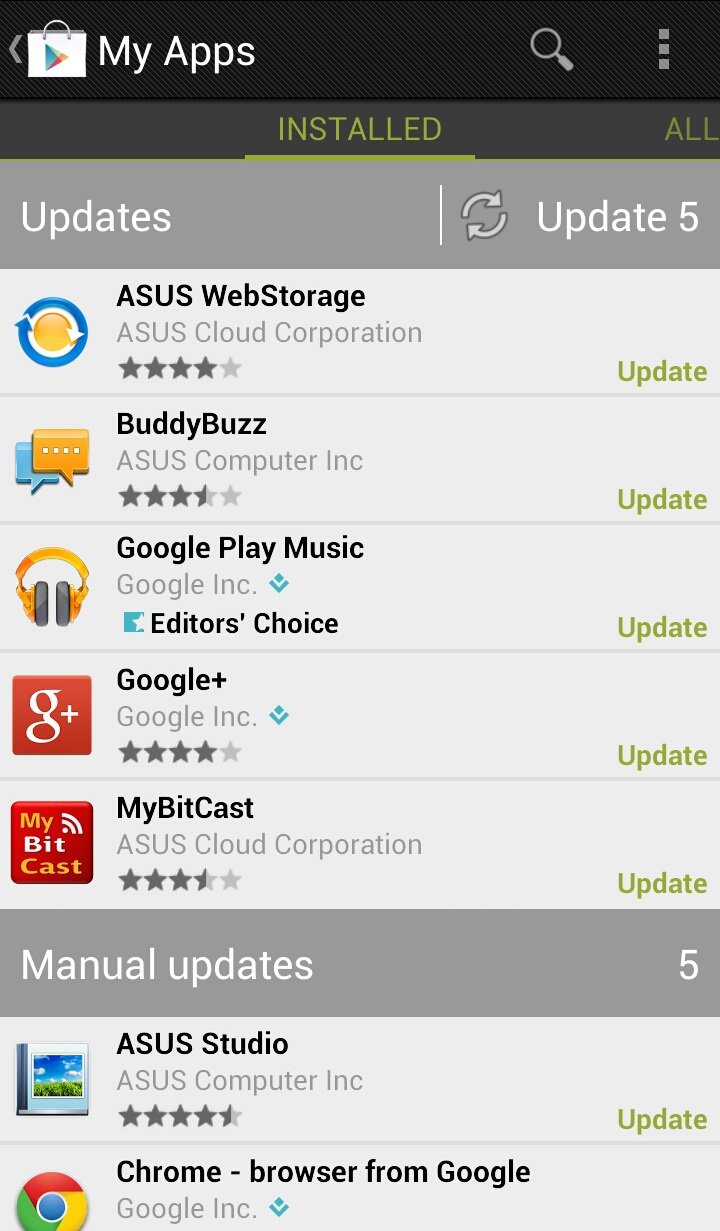 My Apps
INSTALLED
ALL
Updates
Update 5
ASUS WebStorage
ASUS Cloud Corporation
Update
BuddyBuzz
ASUS Computer Inc
Update
Google Play Music
Google Inc.
Editors' Choice
Update
Google+
Google Inc.
g+
Update
MyBitCast
ASUS Cloud Corporation
My
Bit
Cast
Update
Manual updates
5
ASUS Studio
ASUS Computer Inc
Update
Chrome - browser from Google
Google Inc.